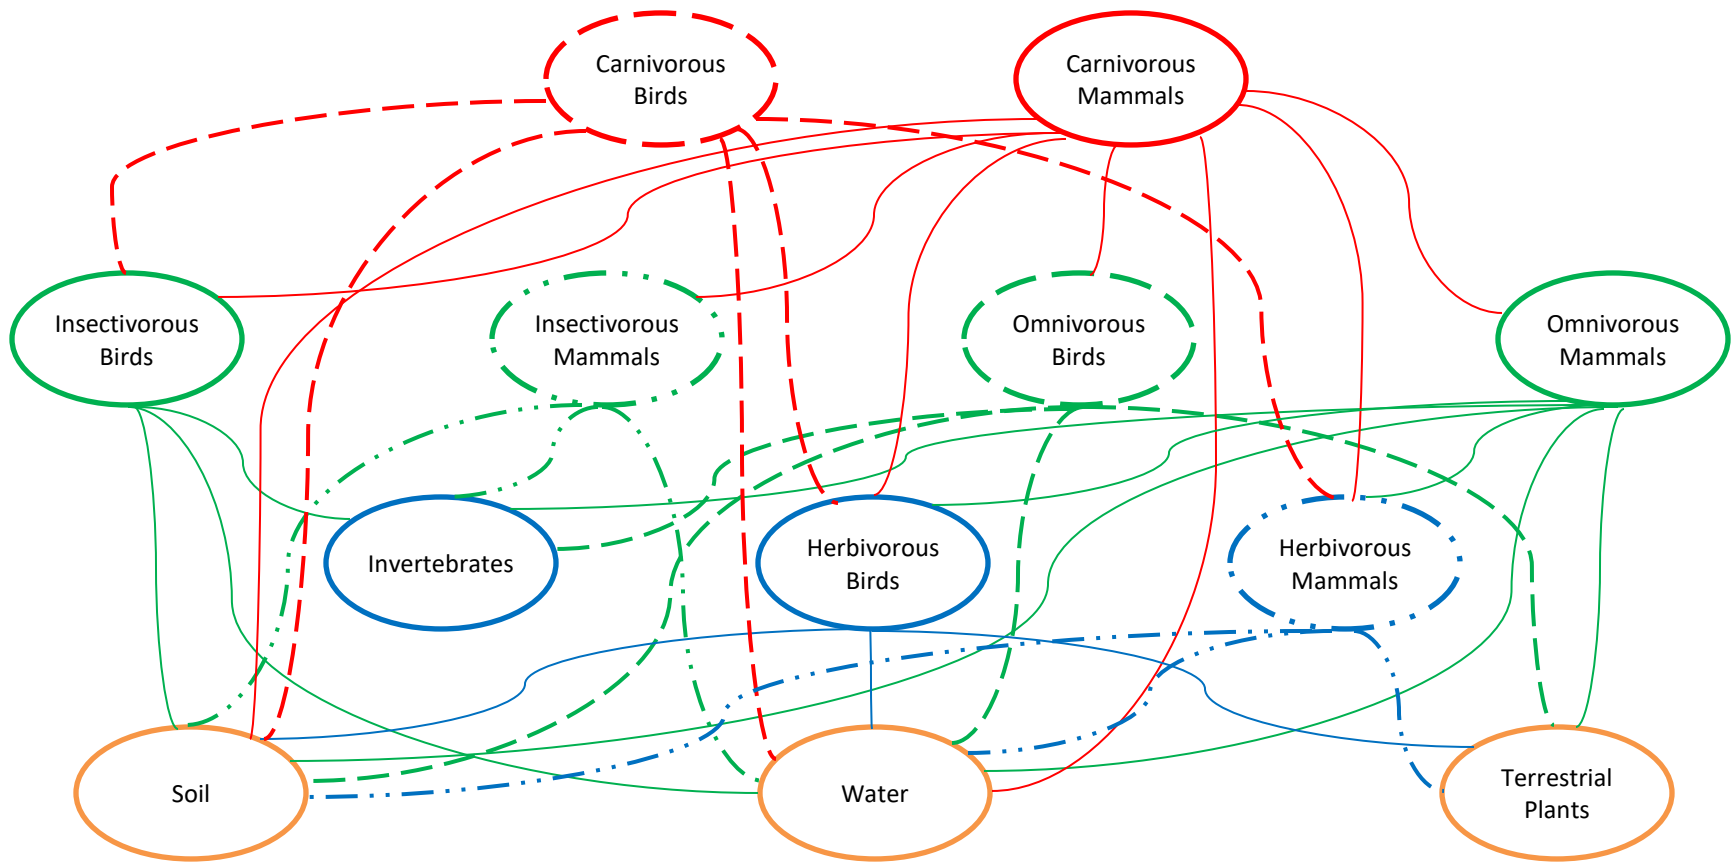 Carnivorous
Birds
Carnivorous
Mammals
Insectivorous
Birds
Insectivorous
Mammals
Omnivorous
Birds
Omnivorous
Mammals
Invertebrates
Herbivorous
Birds
Herbivorous
Mammals
Soil
Water
Terrestrial
Plants